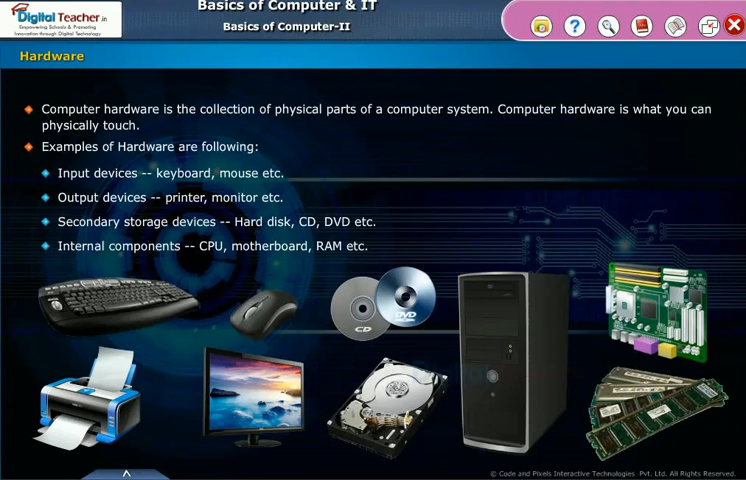 Digital Teacher.in
Empowering Schools & Promoting
Innovation through Digital Technology
Basics of Computer & IT
Basics of Computer-II
Hardware
Computer hardware is the collection of physical parts of a computer system. Computer hardware is what you can
physically touch.
Examples of Hardware are following:
Input devices -- keyboard, mouse etc.
Output devices -- printer, monitor etc.
Secondary storage devices -- Hard disk, CD, DVD etc.
Internal components -- CPU, motherboard, RAM etc.
CD
DVD
© Code and Pixels Interactive Technologies Pvt. Ltd. All Rights Reserved.